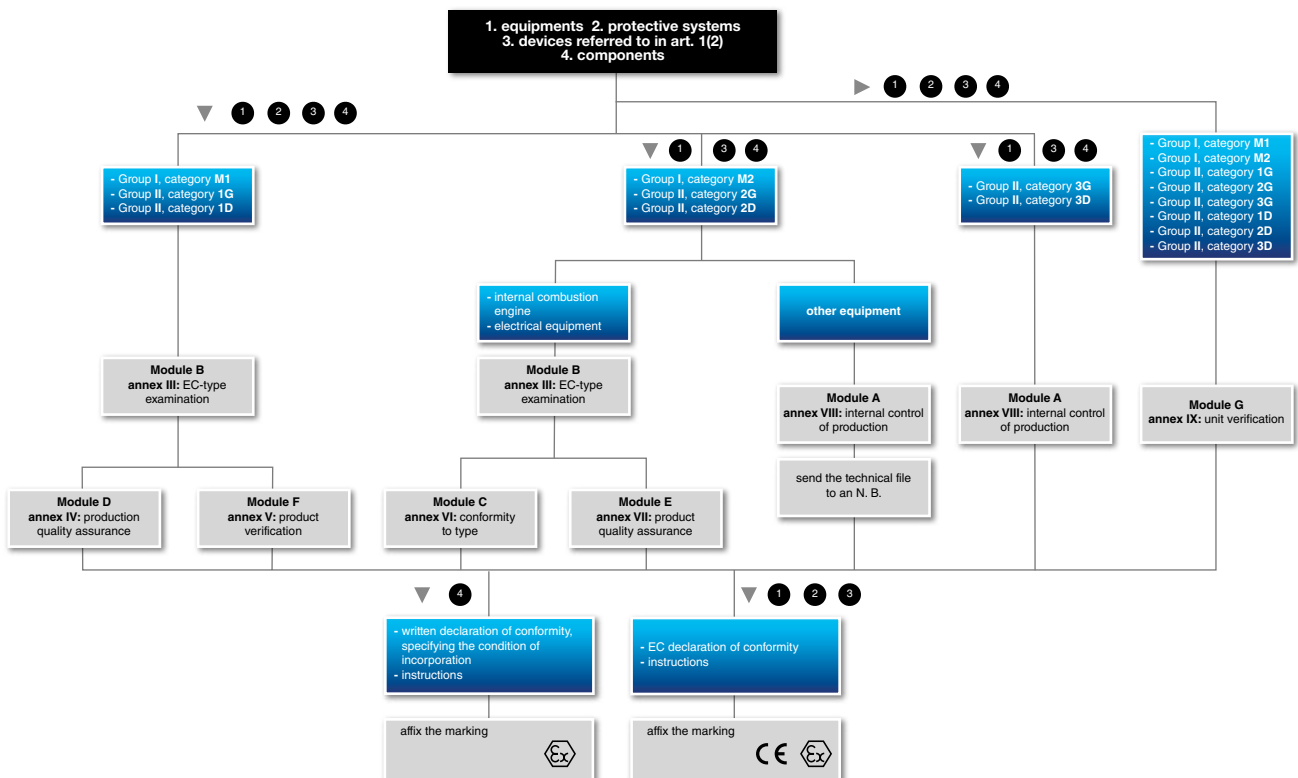 1. equipments 2. protective systems
3. devices referred to in art. 1(2)
4. components
1 2 3 4
1 2 3 4
1 3 4
1 3 4
- Group I, category M1
- Group II, category 1G
- Group II, category 1D
- Group I, category M2
- Group II, category 2G
- Group II, category 2D
- Group II, category 3G
- Group II, category 3D
- Group I, category M1
- Group I, category M2
- Group II, category 1G
- Group II, category 2G
- Group II, category 3G
- Group II, category 1D
- Group II, category 2D
- Group II, category 3D
- internal combustion
engine
- electrical equipment
other equipment
Module B
annex III: EC-type
examination
Module B
annex III: EC-type
examination
Module A
annex VIII: internal control
of production
Module A
annex VIII: internal control
of production
Module G
annex IX: unit verification
send the technical file
to an N. B.
Module D
annex IV: production
quality assurance
Module F
annex V: product
verification
Module C
annex VI: conformity
to type
Module E
annex VII: product
quality assurance
4
1 2 3
- written declaration of conformity,
specifying the condition of
incorporation
- instructions
- EC declaration of conformity
- instructions
affix the marking
Ex
affix the marking
CE Ex